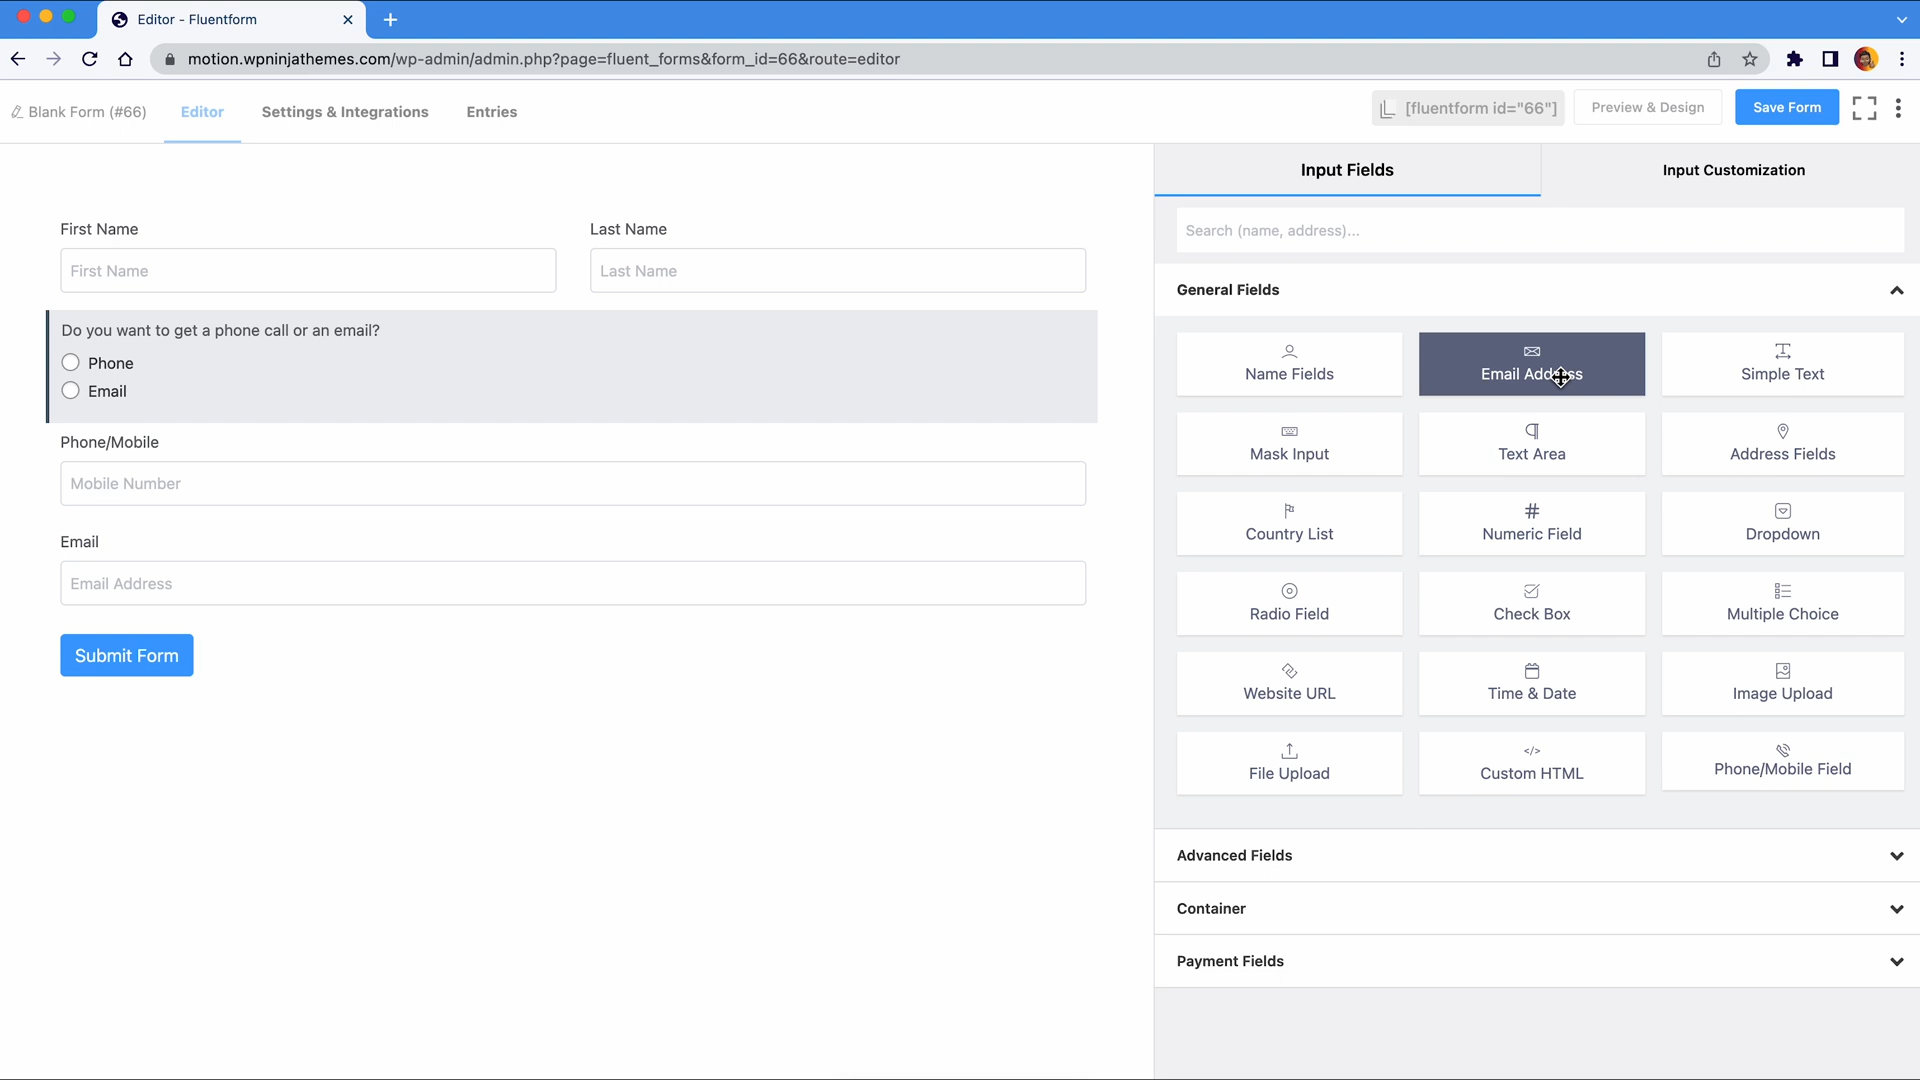 Editor - Fluentform
motion.wpninjathemes.com/wp-admin/admin.php?page=fluent_forms&form_id=66&route=editor
Blank Form (#66)
Editor
Settings & Integrations
Entries
[fluentform id="66"]
Preview & Design
Save Form
Input Fields
Input Customization
Search (name, address)...
First Name
Last Name
First Name
Last Name
Do you want to get a phone call or an email?
Phone
Email
Phone/Mobile
Mobile Number
Email
Email Address
Submit Form
General Fields
Name Fields
Email Address
Simple Text
Mask Input
Text Area
Address Fields
Country List
Numeric Field
Dropdown
Radio Field
Check Box
Multiple Choice
Website URL
Time & Date
Image Upload
File Upload
Custom HTML
Phone/Mobile Field
Advanced Fields
Container
Payment Fields